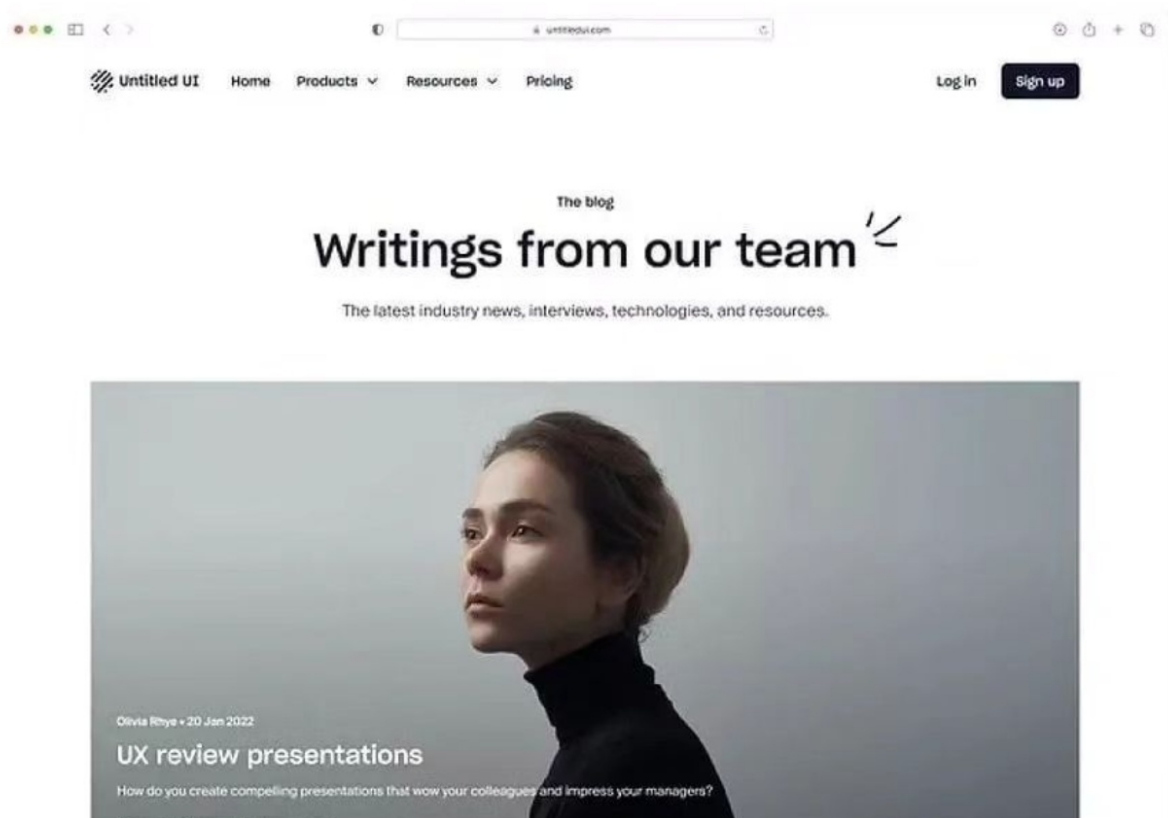 untitledui.com
Untitled UI Home Products Resources Pricing Log in Sign up
The blog
Writings from our team
The latest industry news, interviews, technologies, and resources.
Olivia Rhye • 20 Jan 2022
UX review presentations
How do you create compelling presentations that wow your colleagues and impress your managers?